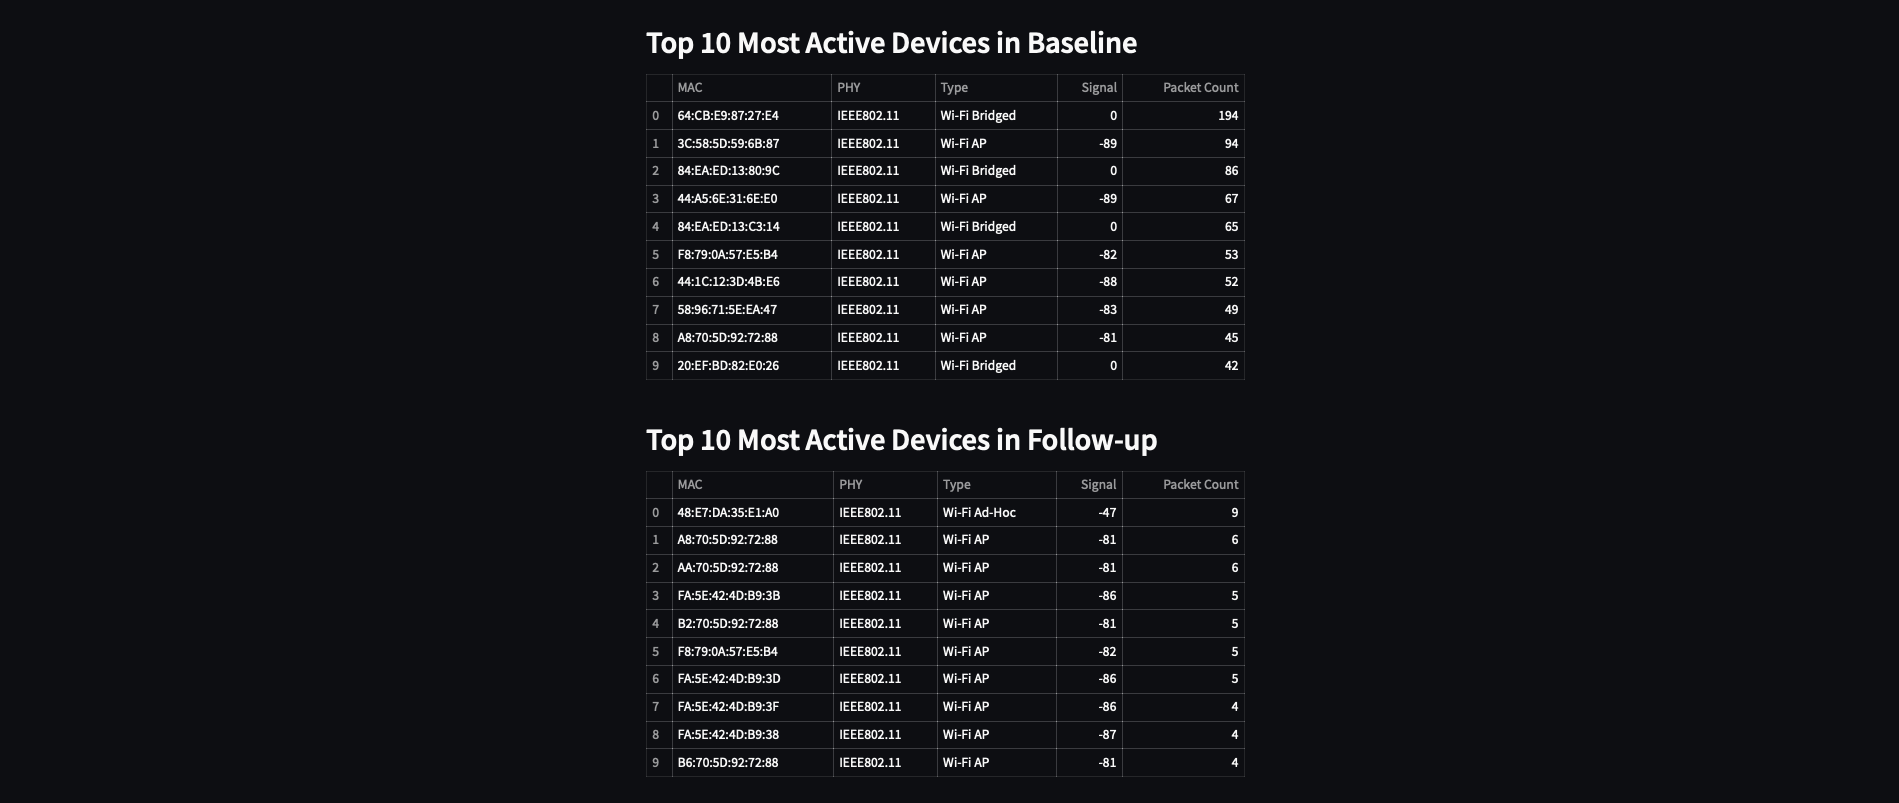 Top 10 Most Active Devices in Baseline
MAC PHY Type Signal Packet Count
0 64:CB:E9:87:27:E4 IEEE802.11 Wi-Fi Bridged 0 194
1 3C:58:5D:59:6B:87 IEEE802.11 Wi-Fi AP -89 94
2 84:EA:ED:13:80:9C IEEE802.11 Wi-Fi Bridged 0 86
3 44:A5:6E:31:6E:E0 IEEE802.11 Wi-Fi AP -89 67
4 84:EA:ED:13:C3:14 IEEE802.11 Wi-Fi Bridged 0 65
5 F8:79:0A:57:E5:B4 IEEE802.11 Wi-Fi AP -82 53
6 44:1C:12:3D:4B:E6 IEEE802.11 Wi-Fi AP -88 52
7 58:96:71:5E:EA:47 IEEE802.11 Wi-Fi AP -83 49
8 A8:70:5D:92:72:88 IEEE802.11 Wi-Fi AP -81 45
9 20:EF:BD:82:E0:26 IEEE802.11 Wi-Fi Bridged 0 42
Top 10 Most Active Devices in Follow-up
MAC PHY Type Signal Packet Count
0 48:E7:DA:35:E1:A0 IEEE802.11 Wi-Fi Ad-Hoc -47 9
1 A8:70:5D:92:72:88 IEEE802.11 Wi-Fi AP -81 6
2 AA:70:5D:92:72:88 IEEE802.11 Wi-Fi AP -81 6
3 FA:5E:42:4D:B9:3B IEEE802.11 Wi-Fi AP -86 5
4 B2:70:5D:92:72:88 IEEE802.11 Wi-Fi AP -81 5
5 F8:79:0A:57:E5:B4 IEEE802.11 Wi-Fi AP -82 5
6 FA:5E:42:4D:B9:3D IEEE802.11 Wi-Fi AP -86 5
7 FA:5E:42:4D:B9:3F IEEE802.11 Wi-Fi AP -86 4
8 FA:5E:42:4D:B9:38 IEEE802.11 Wi-Fi AP -87 4
9 B6:70:5D:92:72:88 IEEE802.11 Wi-Fi AP -81 4